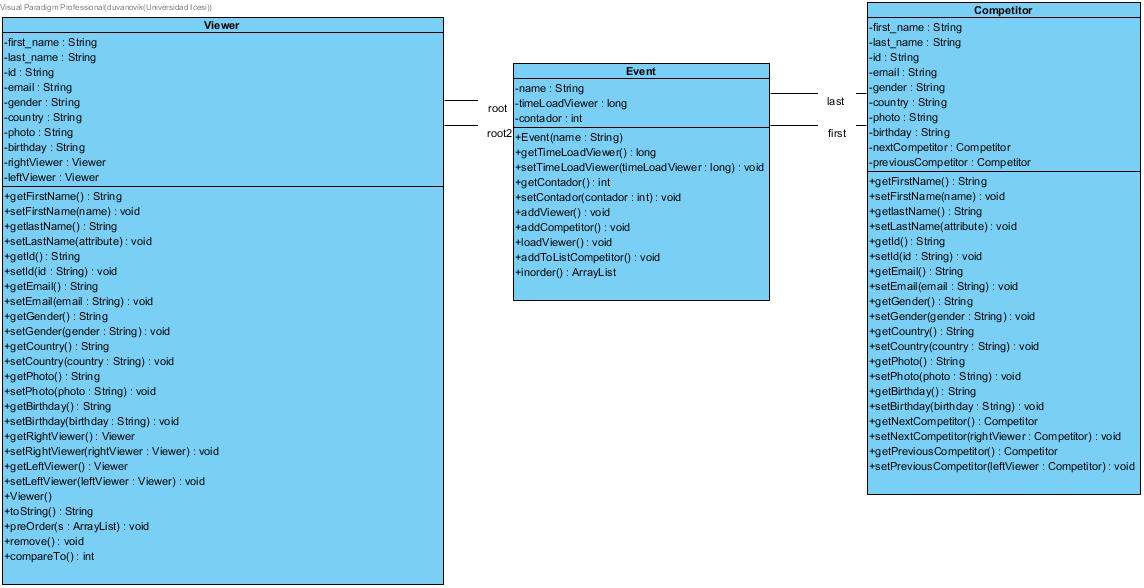 Visual Paradigm Professional(duvanovik(Universidad Icesi))
Viewer
-first_name : String
-last_name : String
-id : String
-email : String
-gender : String
-country : String
-photo : String
-birthday : String
-rightViewer : Viewer
-leftViewer : Viewer
+getFirstName() : String
+setFirstName(name) : void
+getlastName() : String
+setLastName(attribute) : void
+getId() : String
+setId(id : String) : void
+getEmail() : String
+setEmail(email : String) : void
+getGender() : String
+setGender(gender : String) : void
+getCountry() : String
+setCountry(country : String) : void
+getPhoto() : String
+setPhoto(photo : String) : void
+getBirthday() : String
+setBirthday(birthday : String) : void
+getRightViewer() : Viewer
+setRightViewer(rightViewer : Viewer) : void
+getLeftViewer() : Viewer
+setLeftViewer(leftViewer : Viewer) : void
+Viewer()
+toString() : String
+preOrder(s : ArrayList) : void
+remove() : void
+compareTo() : int
root
root2
Event
-name : String
-timeLoadViewer : long
-contador : int
+Event(name : String)
+getTimeLoadViewer() : long
+setTimeLoadViewer(timeLoadViewer : long) : void
+getContador() : int
+setContador(contador : int) : void
+addViewer() : void
+addCompetitor() : void
+loadViewer() : void
+addToListCompetitor() : void
+inorder() : ArrayList
last
first
Competitor
-first_name : String
-last_name : String
-id : String
-email : String
-gender : String
-country : String
-photo : String
-birthday : String
-nextCompetitor : Competitor
-previousCompetitor : Competitor
+getFirstName() : String
+setFirstName(name) : void
+getlastName() : String
+setLastName(attribute) : void
+getId() : String
+setId(id : String) : void
+getEmail() : String
+setEmail(email : String) : void
+getGender() : String
+setGender(gender : String) : void
+getCountry() : String
+setCountry(country : String) : void
+getPhoto() : String
+setPhoto(photo : String) : void
+getBirthday() : String
+setBirthday(birthday : String) : void
+getNextCompetitor() : Competitor
+setNextCompetitor(rightViewer : Competitor) : void
+getPreviousCompetitor() : Competitor
+setPreviousCompetitor(leftViewer : Competitor) : void